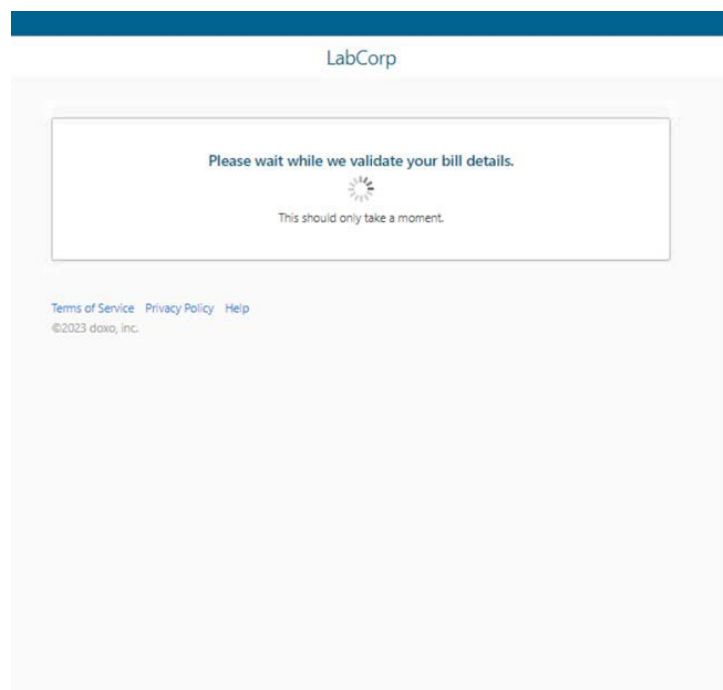 LabCorp
Please wait while we validate your bill details.
This should only take a moment.
Terms of Service Privacy Policy Help
©2023 doxo, inc.